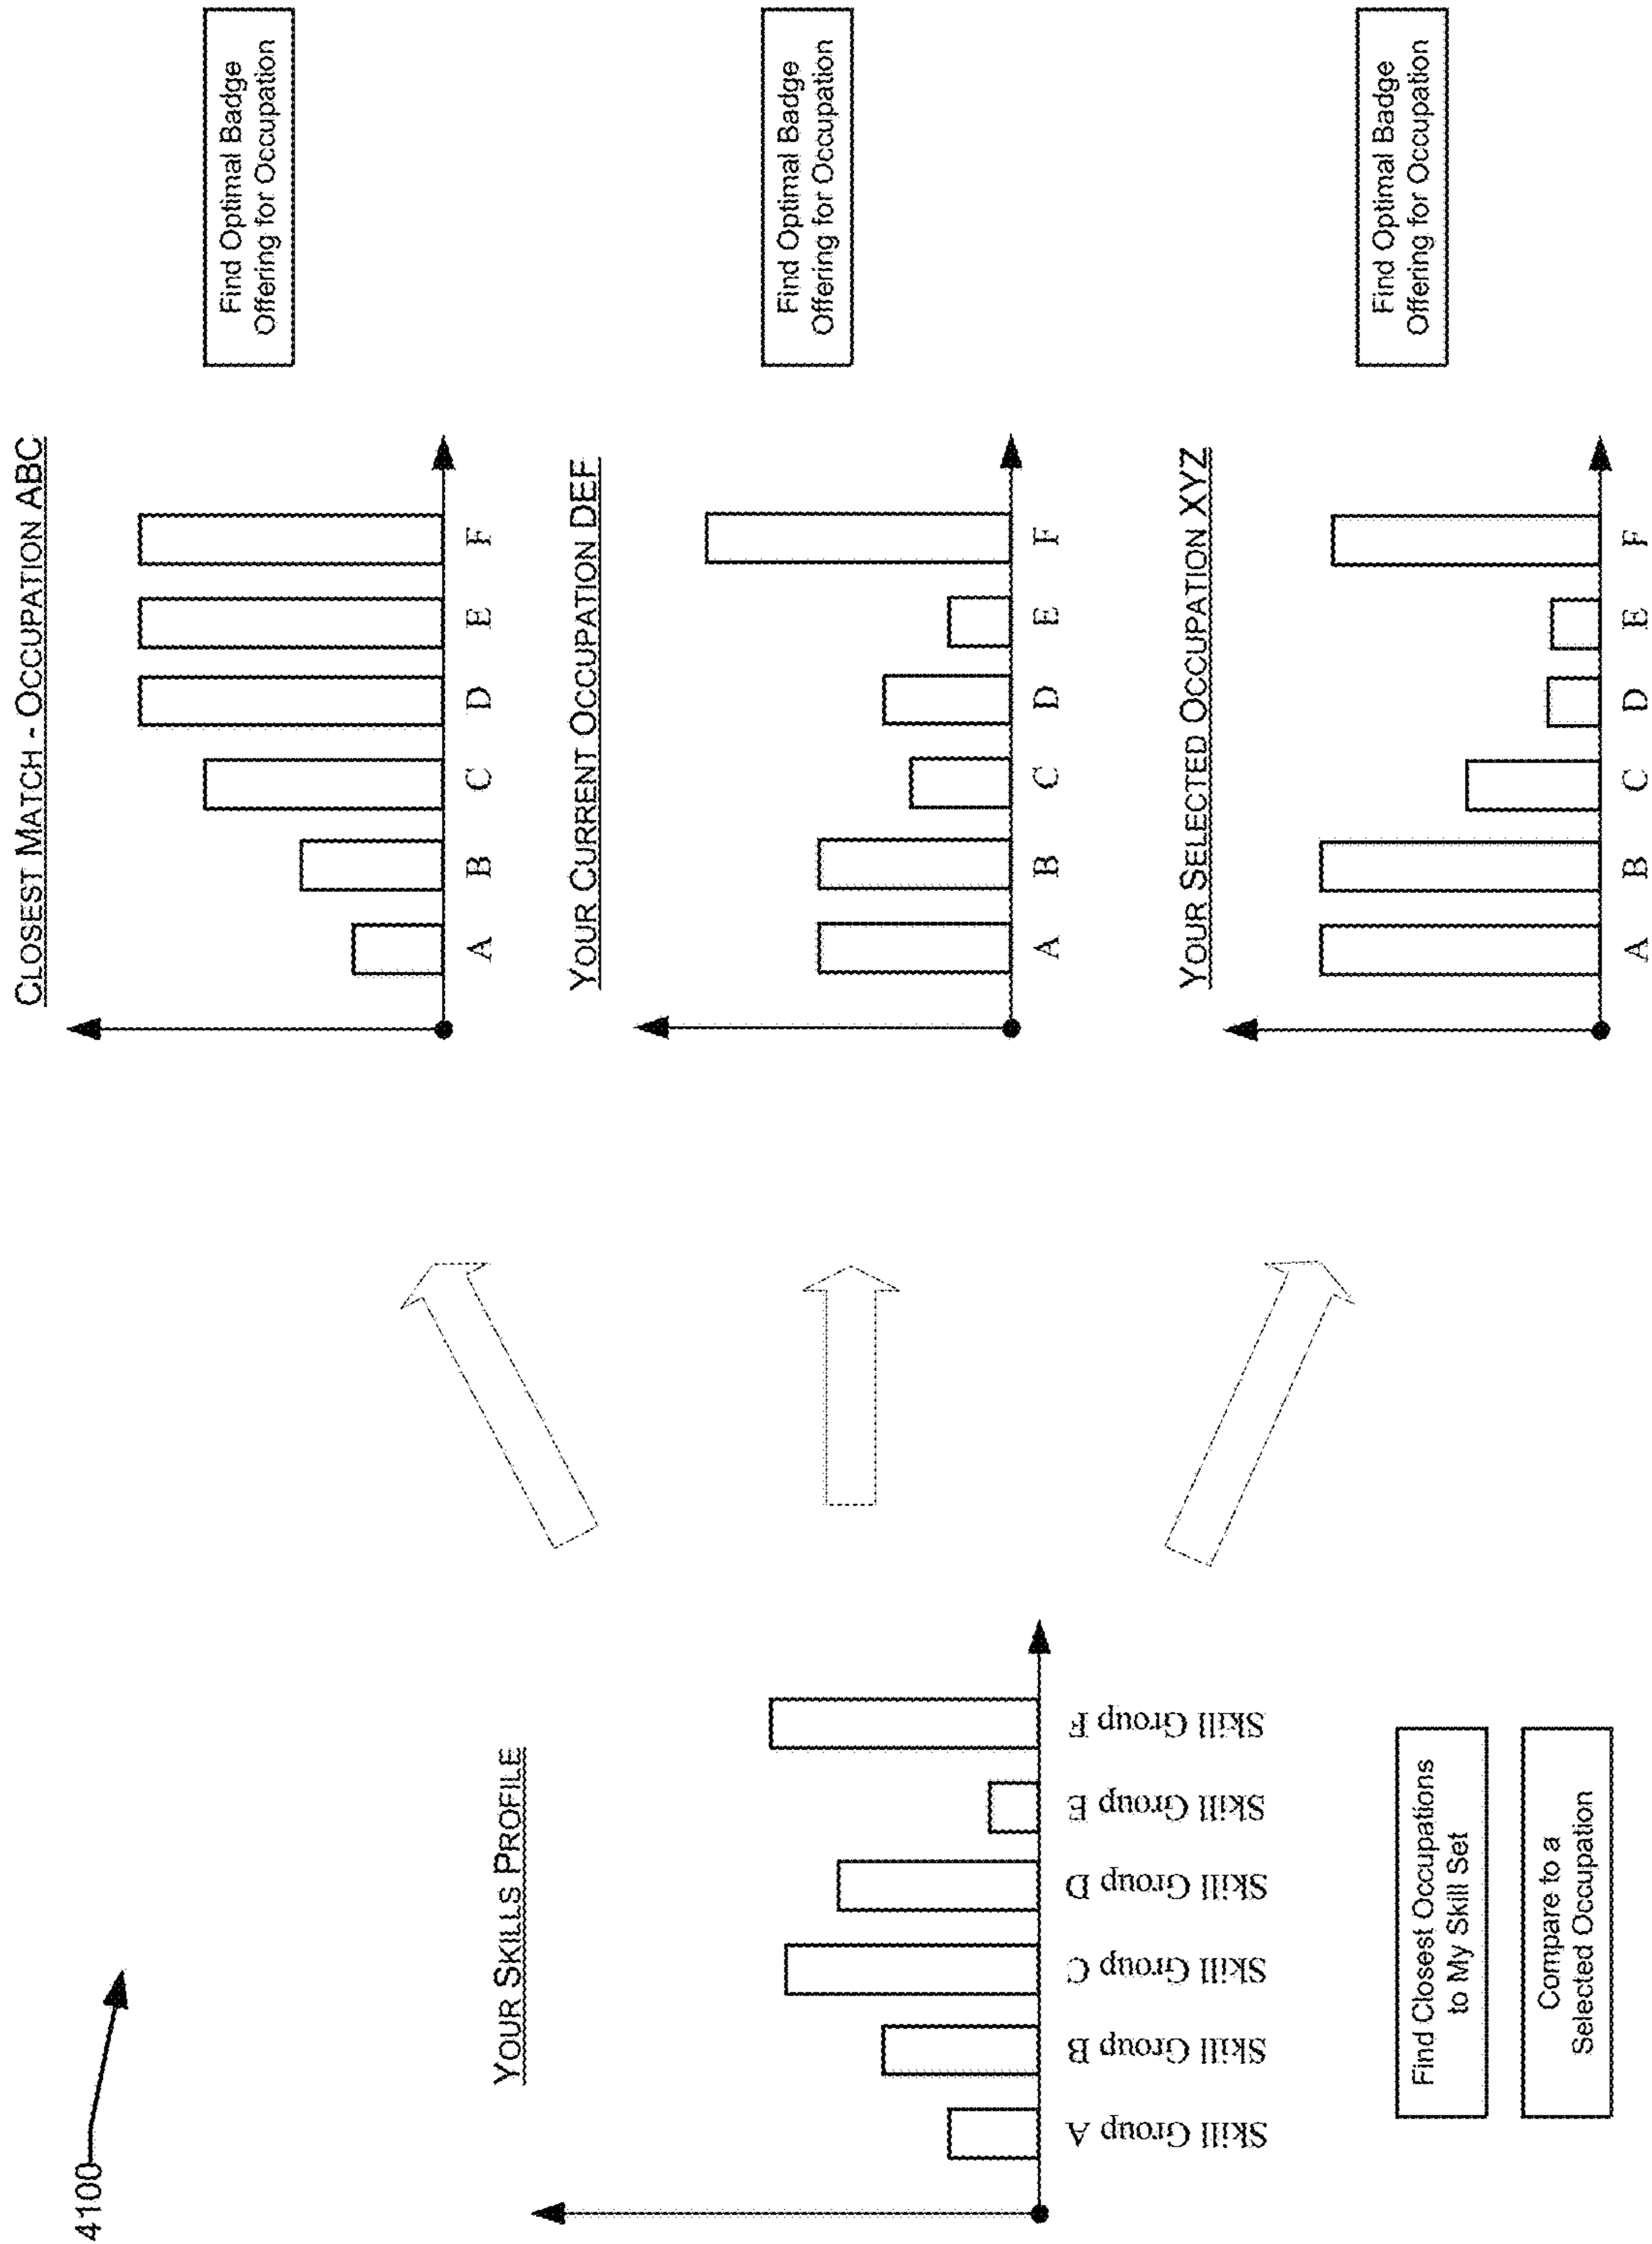 4100
YOUR SKILLS PROFILE
Skill Group A
Skill Group B
Skill Group C
Skill Group D
Skill Group E
Skill Group F
Find Closest Occupations
to My Skill Set
Compare to a
Selected Occupation
CLOSEST MATCH - OCCUPATION ABC
A B C D E F
Find Optimal Badge
Offering for Occupation
YOUR CURRENT OCCUPATION DEF
A B C D E F
Find Optimal Badge
Offering for Occupation
YOUR SELECTED OCCUPATION XYZ
A B C D E F
Find Optimal Badge
Offering for Occupation